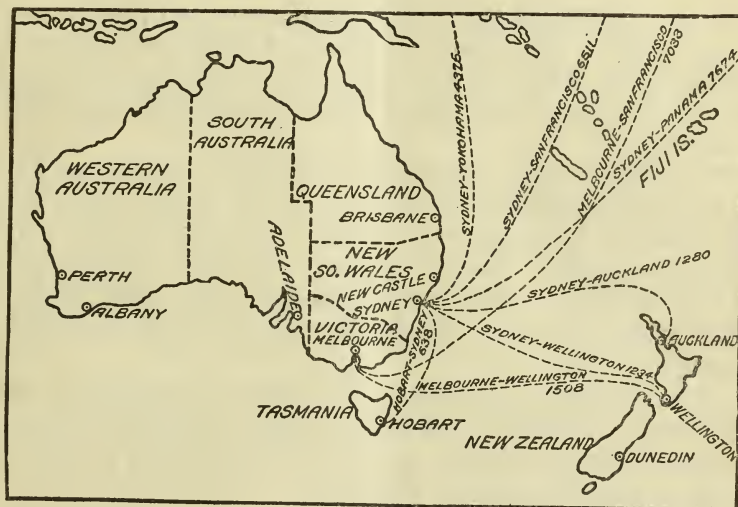 SOUTH
AUSTRALIA
WESTERN
AUSTRALIA
QUEENSLAND
BRISBANE
NEW
SO. WALES
NEW CASTLE
SYDNEY
ADELAIDE
VICTORIA
MELBOURNE
PERTH
ALBANY
TASMANIA
HOBART
SYDNEY-YOKOHAMA 4326
SYDNEY-SANFRANCISCO 6511
MELBOURNE-SANFRANCISCO
7033
SYDNEY-PANAMA 7674
FIJI IS.
SYDNEY-AUCKLAND 1280
AUCKLAND
SYDNEY-WELLINGTON 1234
HOBART-SYDNEY
638
MELBOURNE-WELLINGTON
1508
WELLINGTON
NEW ZEALAND
DUNEDIN